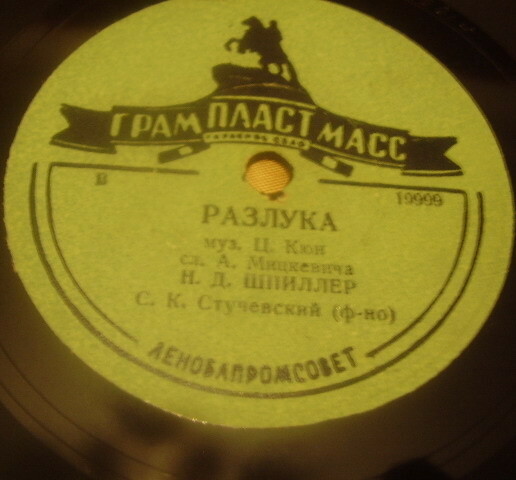 ГРАМПЛАСТМАСС
В 19999
РАЗЛУКА
муз. Ц. Кюи
сл. А. Мицкевича
Н. Д. ШПИЛЛЕР
С. К. Стучевский (ф-но)
ЛЕНОБЛПРОМСОВЕТ